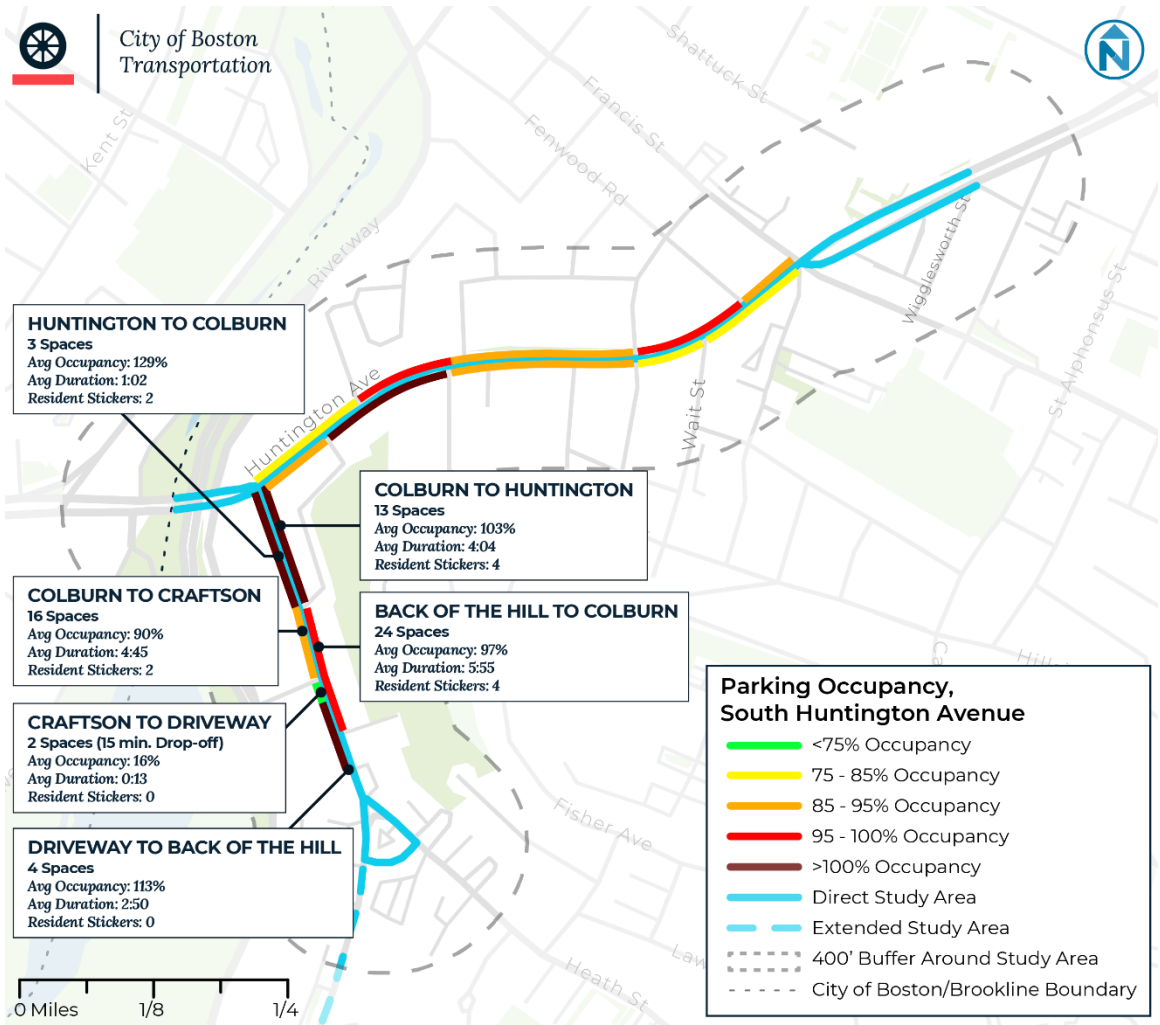 City of Boston
Transportation
N
Shattuck St
Francis St
Fenwood Rd
Kent St
Riverway
Wigglesworth St
St Alphonsus St
Huntington Ave
Wait St
HUNTINGTON TO COLBURN
3 Spaces
Avg Occupancy: 129%
Avg Duration: 1:02
Resident Stickers: 2
COLBURN TO HUNTINGTON
13 Spaces
Avg Occupancy: 103%
Avg Duration: 4:04
Resident Stickers: 4
COLBURN TO CRAFTSON
16 Spaces
Avg Occupancy: 90%
Avg Duration: 4:45
Resident Stickers: 2
BACK OF THE HILL TO COLBURN
24 Spaces
Avg Occupancy: 97%
Avg Duration: 5:55
Resident Stickers: 4
CRAFTSON TO DRIVEWAY
2 Spaces (15 min. Drop-off)
Avg Occupancy: 16%
Avg Duration: 0:13
Resident Stickers: 0
DRIVEWAY TO BACK OF THE HILL
4 Spaces
Avg Occupancy: 113%
Avg Duration: 2:50
Resident Stickers: 0
Fisher Ave
Heath St
Parking Occupancy,
South Huntington Avenue
<75% Occupancy
75 - 85% Occupancy
85 - 95% Occupancy
95 - 100% Occupancy
>100% Occupancy
Direct Study Area
Extended Study Area
400' Buffer Around Study Area
City of Boston/Brookline Boundary
0 Miles
1/8
1/4